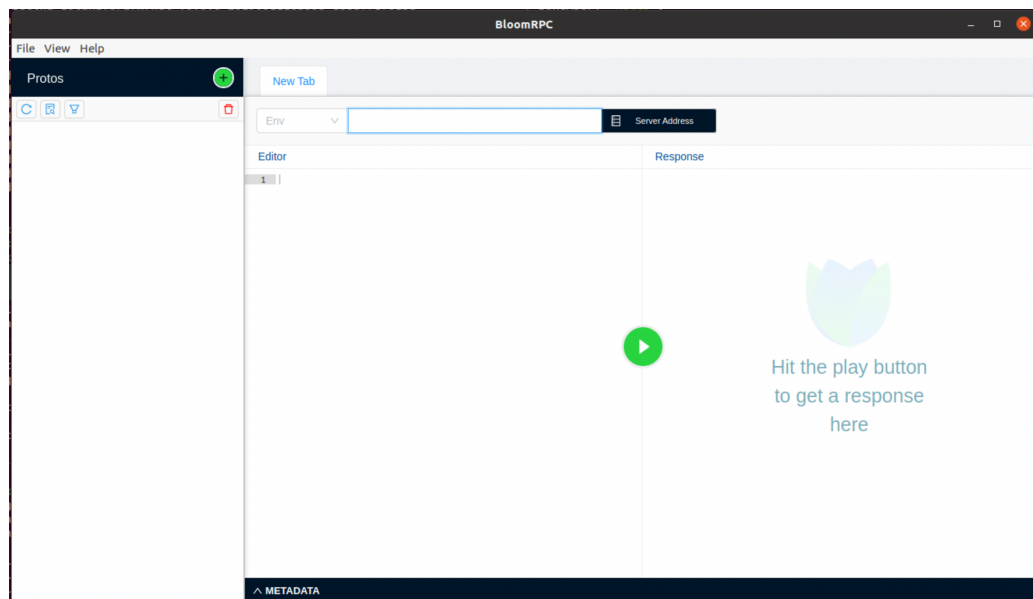 BloomRPC
File View Help
Protos
New Tab
Env
Server Address
Editor
Response
1
Hit the play button
to get a response
here
METADATA